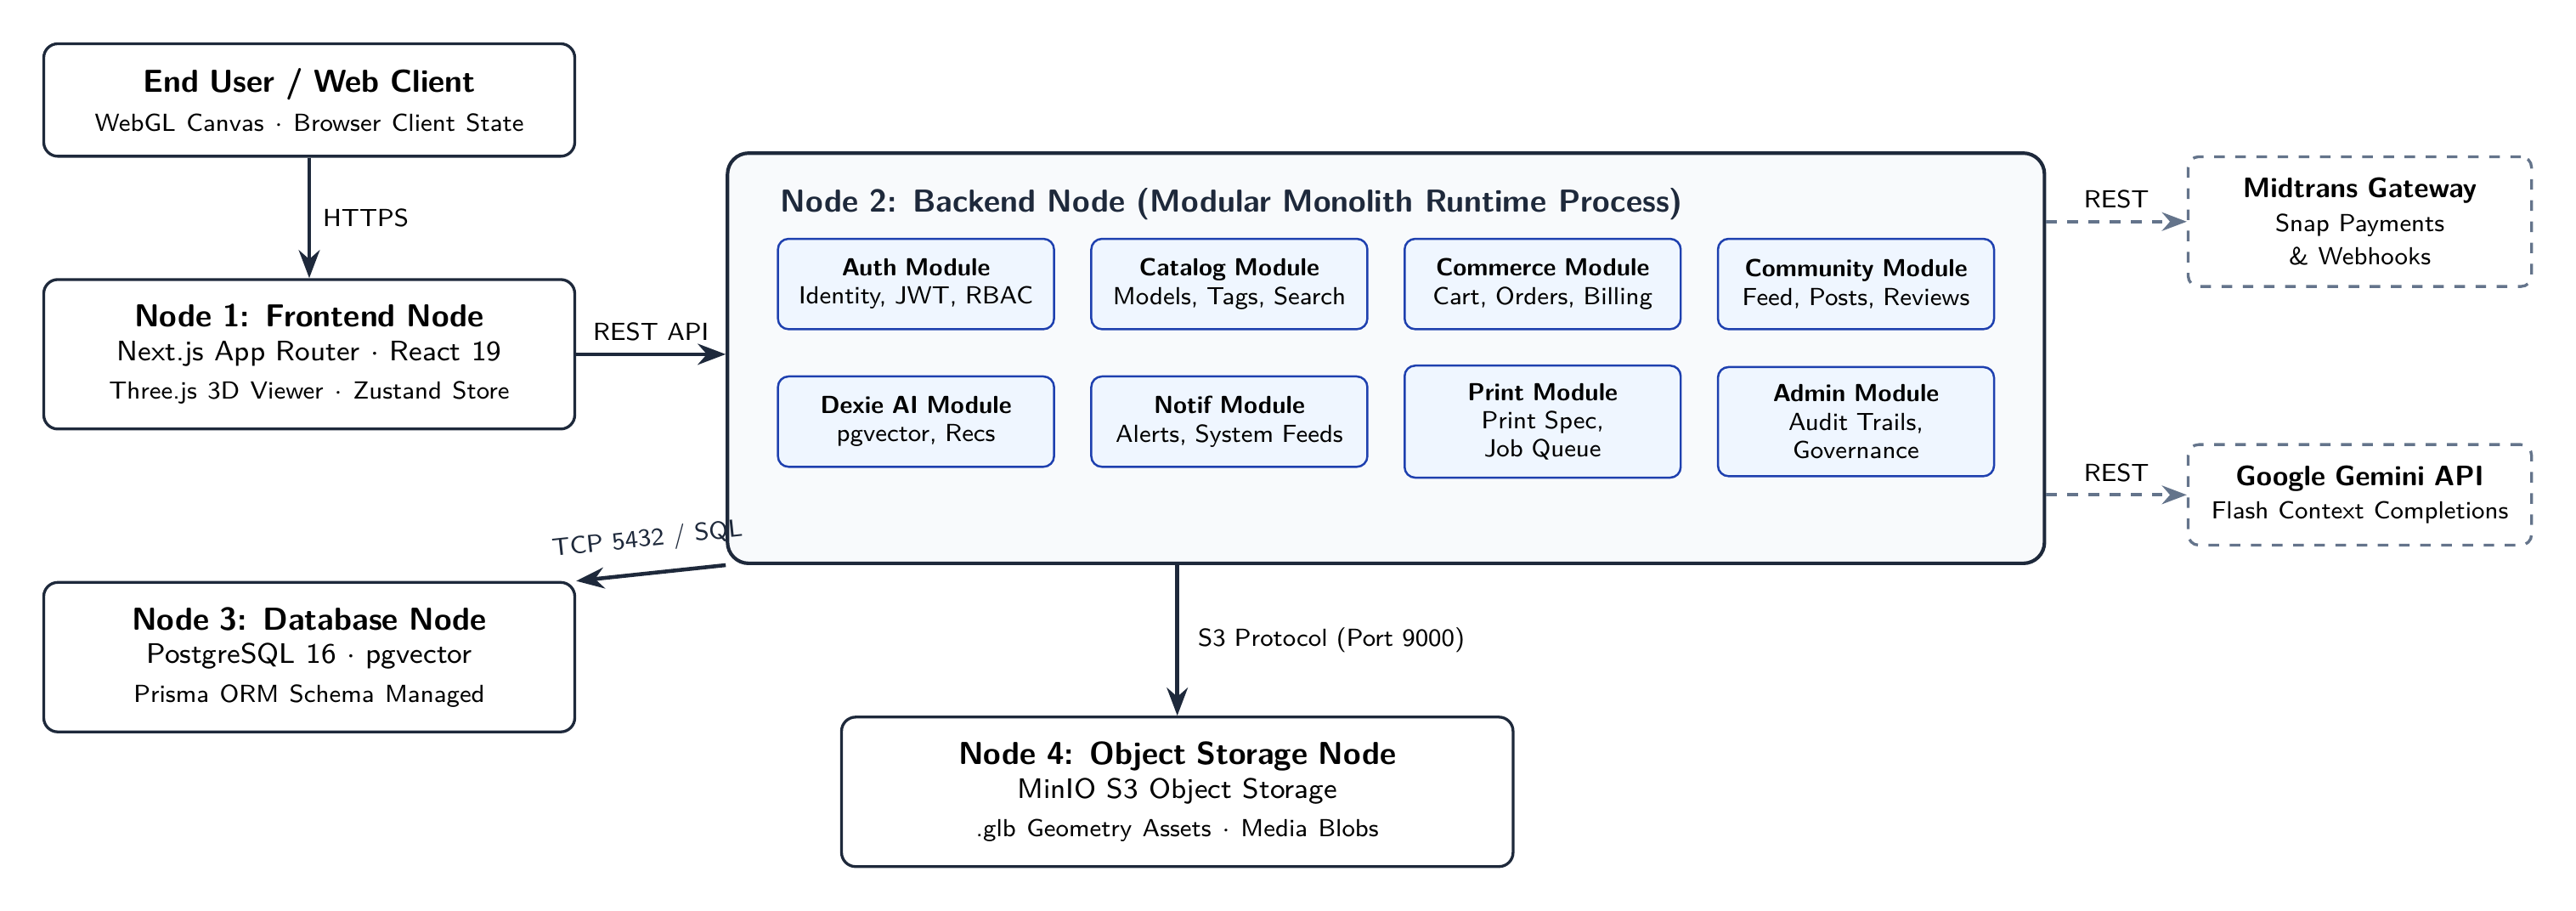 End User / Web Client
WebGL Canvas · Browser Client State
HTTPS
Node 1: Frontend Node
Next.js App Router · React 19
Three.js 3D Viewer · Zustand Store
REST API
Node 2: Backend Node (Modular Monolith Runtime Process)
Auth Module
Identity, JWT, RBAC
Catalog Module
Models, Tags, Search
Commerce Module
Cart, Orders, Billing
Community Module
Feed, Posts, Reviews
Dexie AI Module
pgvector, Recs
Notif Module
Alerts, System Feeds
Print Module
Print Spec,
Job Queue
Admin Module
Audit Trails,
Governance
REST
Midtrans Gateway
Snap Payments
& Webhooks
REST
Google Gemini API
Flash Context Completions
TCP 5432 / SQL
Node 3: Database Node
PostgreSQL 16 · pgvector
Prisma ORM Schema Managed
S3 Protocol (Port 9000)
Node 4: Object Storage Node
MinIO S3 Object Storage
.glb Geometry Assets · Media Blobs